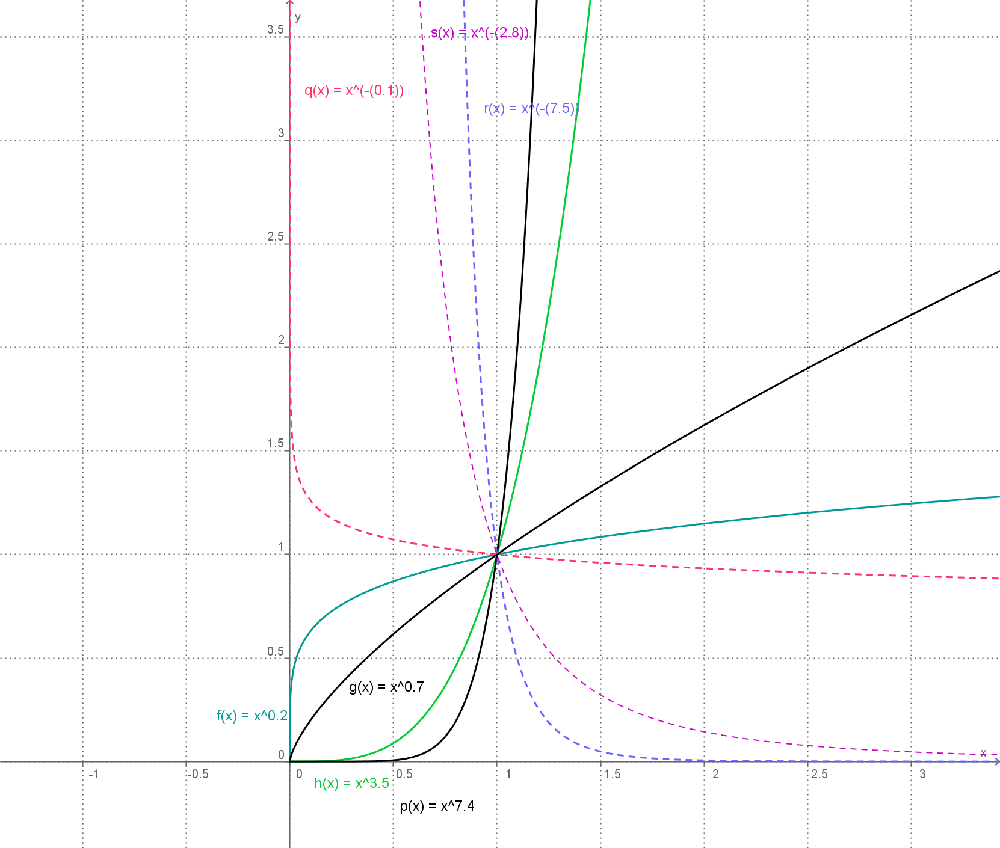 y
3.5
s(x) = x^(-(2.8))
q(x) = x^(-(0.1))
r(x) = x^(-(7.5))
3
2.5
2
1.5
1
0.5
g(x) = x^0.7
f(x) = x^0.2
0
x
-1
-0.5
0
0.5
1
1.5
2
2.5
3
h(x) = x^3.5
p(x) = x^7.4